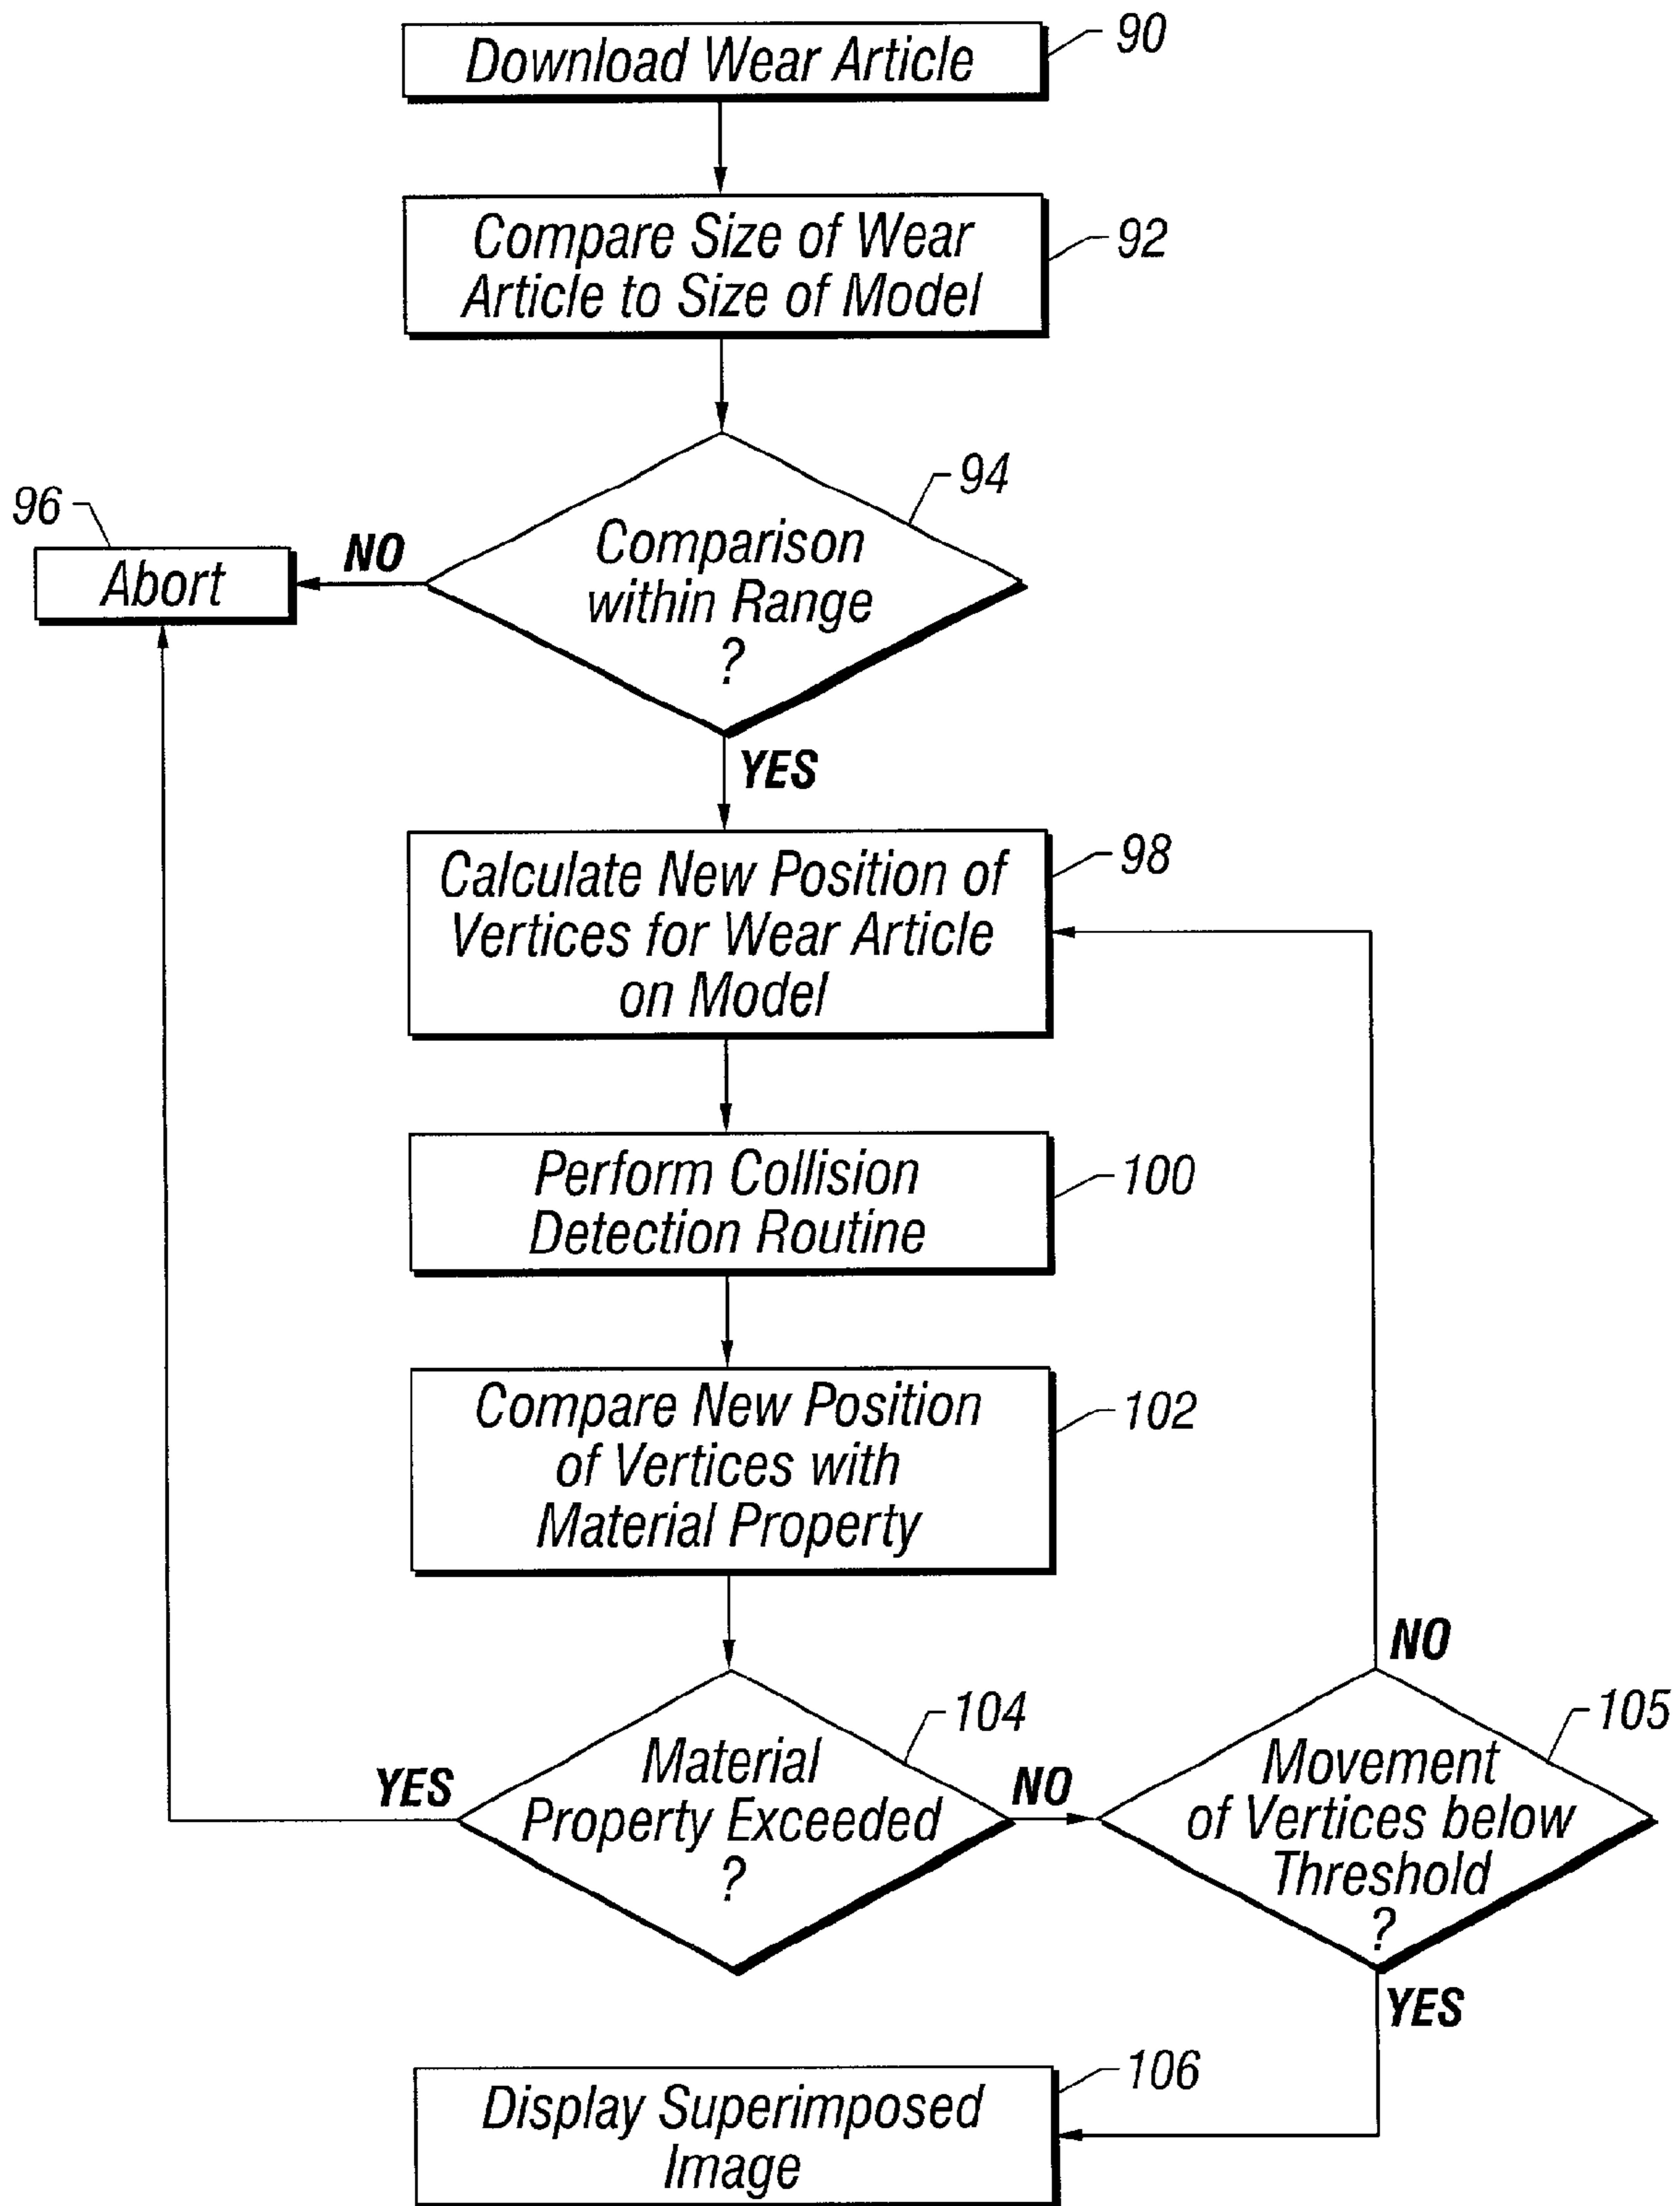 Download Wear Article
90
Compare Size of Wear
Article to Size of Model
92
94
Comparison
within Range
?
96
Abort
NO
YES
Calculate New Position of
Vertices for Wear Article
on Model
98
Perform Collision
Detection Routine
100
Compare New Position
of Vertices with
Material Property
102
104
Material
Property Exceeded
?
YES
NO
NO
105
Movement
of Vertices below
Threshold
?
YES
106
Display Superimposed
Image